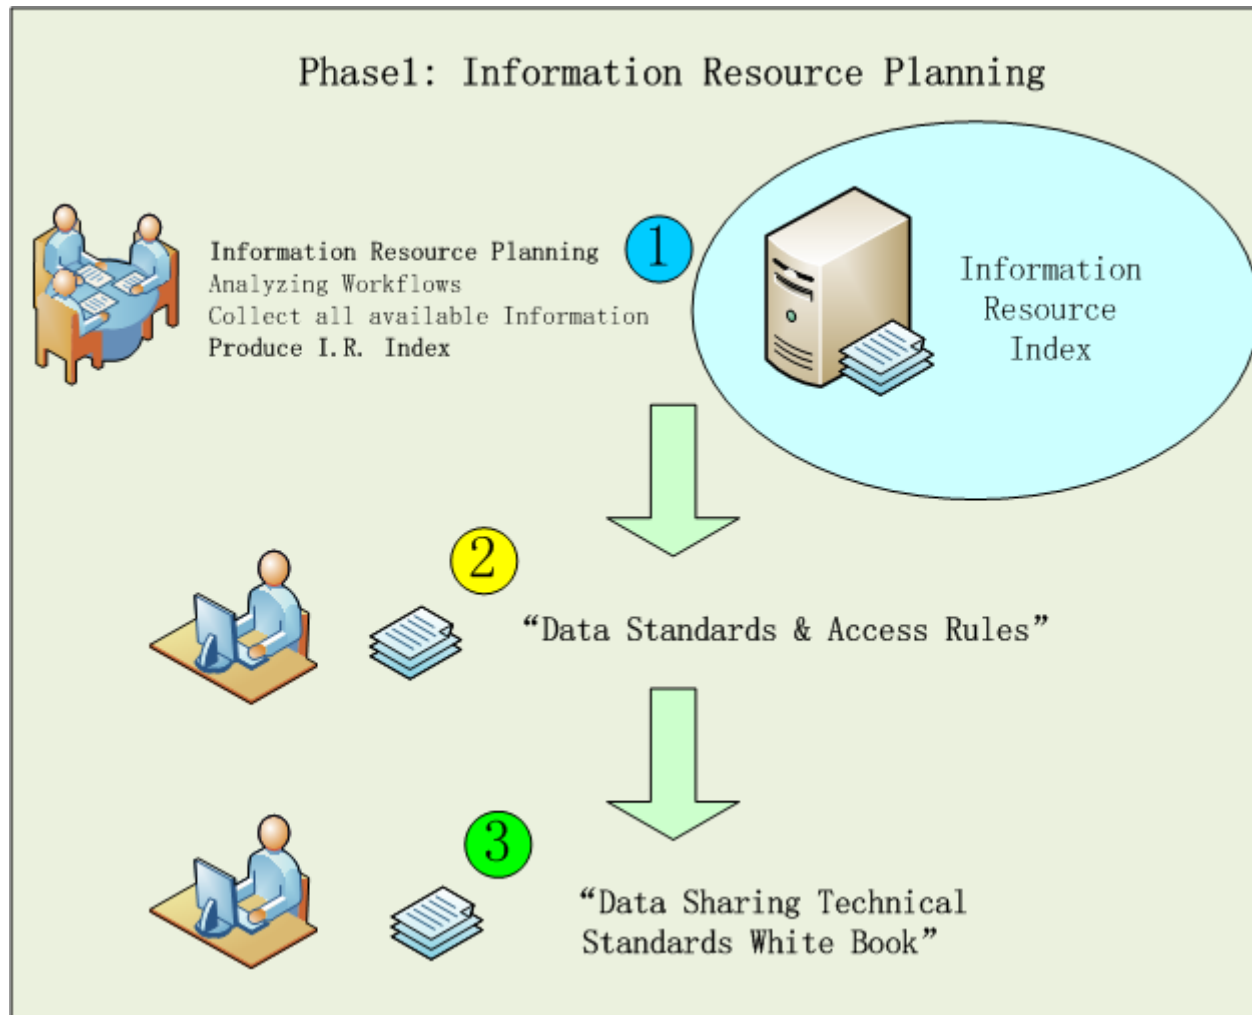 Phase1: Information Resource Planning
1
Information Resource Planning
Analyzing Workflows
Collect all available Information
Produce I.R. Index
Information
Resource
Index
2
“Data Standards & Access Rules”
3
“Data Sharing Technical
Standards White Book”